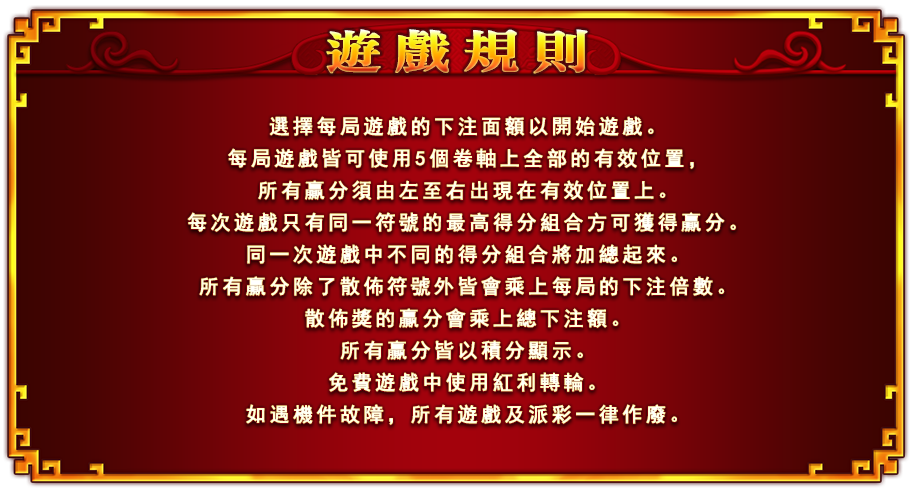 遊戲規則
選擇每局遊戲的下注面額以開始遊戲。
每局遊戲皆可使用5個卷軸上全部的有效位置，
所有贏分須由左至右出現在有效位置上。
每次遊戲只有同一符號的最高得分組合方可獲得贏分。
同一次遊戲中不同的得分組合將加總起來。
所有贏分除了散佈符號外皆會乘上每局的下注倍數。
散佈獎的贏分會乘上總下注額。
所有贏分皆以積分顯示。
免費遊戲中使用紅利轉輪。
如遇機件故障，所有遊戲及派彩一律作廢。